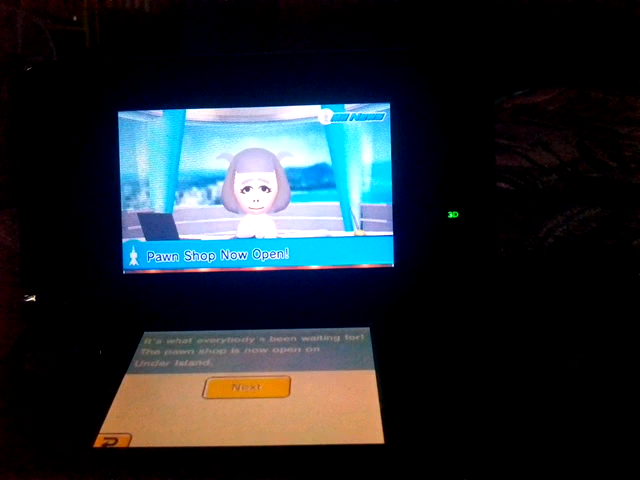 News
Pawn Shop Now Open!
3D
It's what everybody's been waiting for!
The pawn shop is now open on
Under Island.
Next